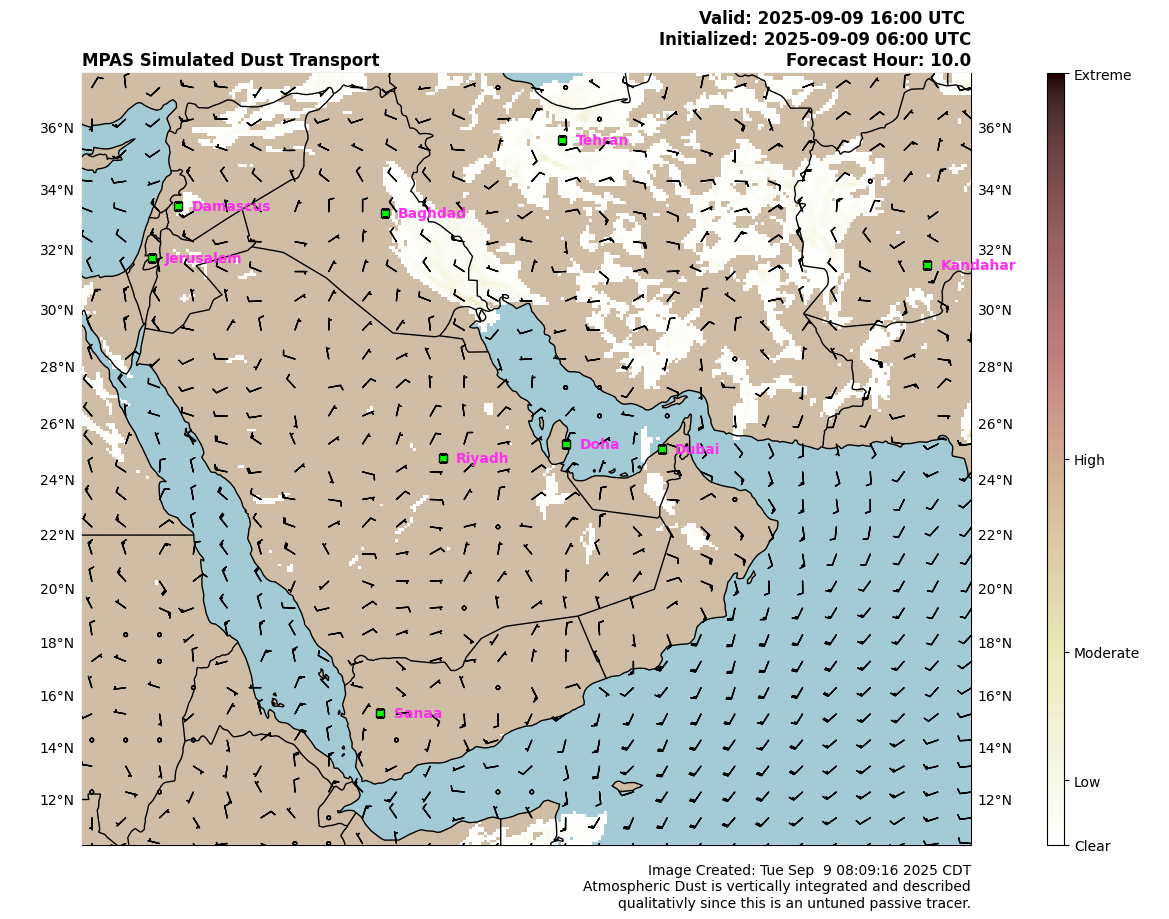 Valid: 2025-09-09 16:00 UTC
Initialized: 2025-09-09 06:00 UTC
MPAS Simulated Dust Transport
Forecast Hour: 10.0
Extreme
36°N
36°N
Tehran
34°N
34°N
Damascus
Baghdad
32°N
32°N
Jerusalem
Kandahar
30°N
30°N
28°N
28°N
26°N
26°N
Doha
Dubai
Riyadh
High
24°N
24°N
22°N
22°N
20°N
20°N
18°N
18°N
Moderate
16°N
16°N
Sanaa
14°N
14°N
Low
12°N
12°N
Clear
Image Created: Tue Sep  9 08:09:16 2025 CDT
Atmospheric Dust is vertically integrated and described
qualitativly since this is an untuned passive tracer.